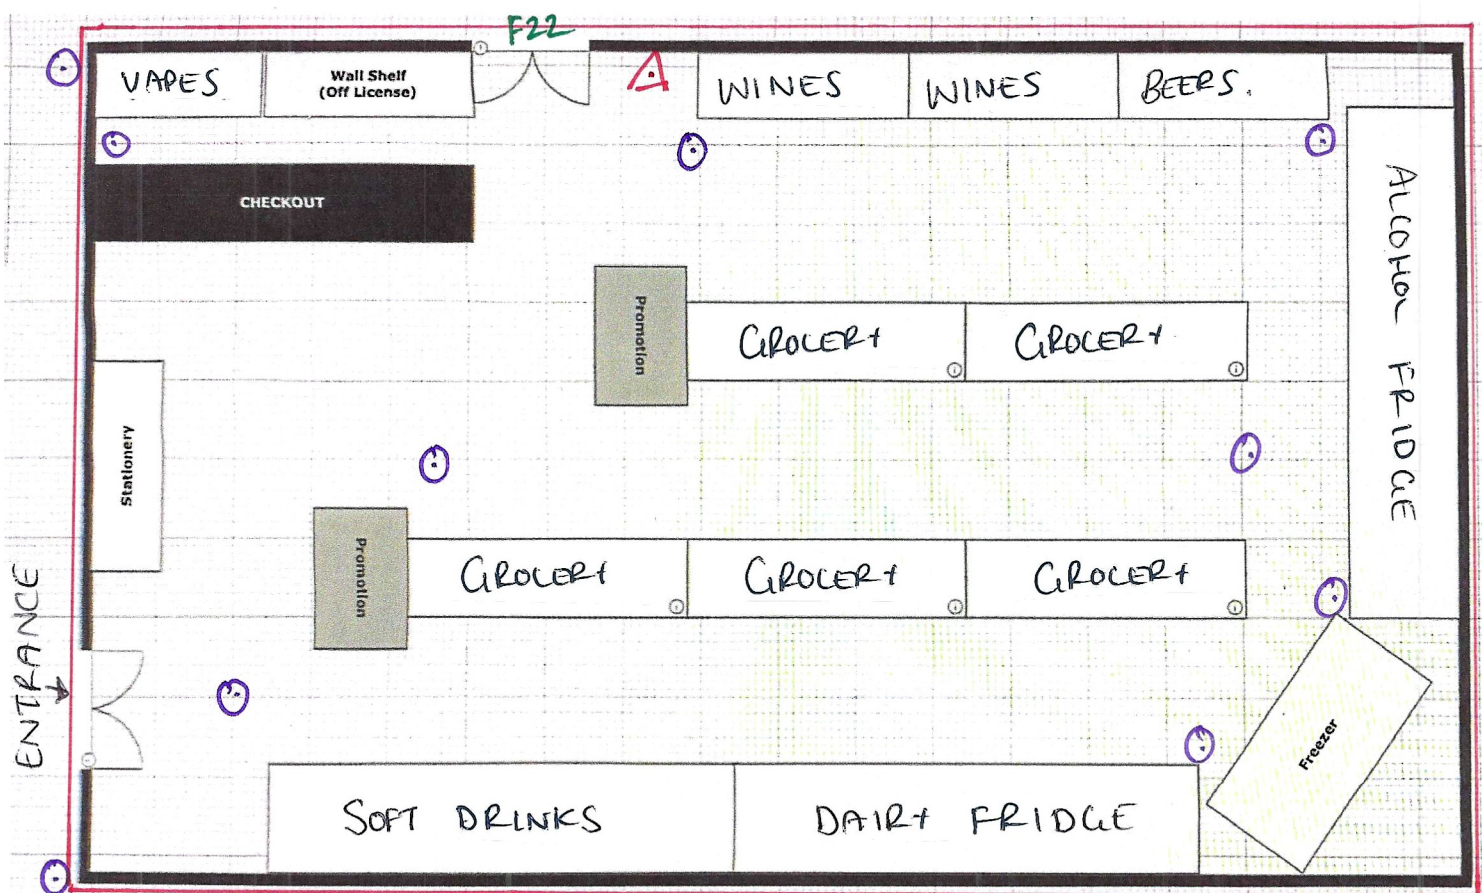 F22
VAPES
Wall Shelf
(Off License)
A
WINES
WINES
BEERS.
CHECKOUT
ALCOHOL FRIDGE
Promotion
GROCERY
GROCERY
Stationery
Promotion
GROCERY
GROCERY
GROCERY
ENTRANCE
Freezer
SOFT DRINKS
DAIRY FRIDGE